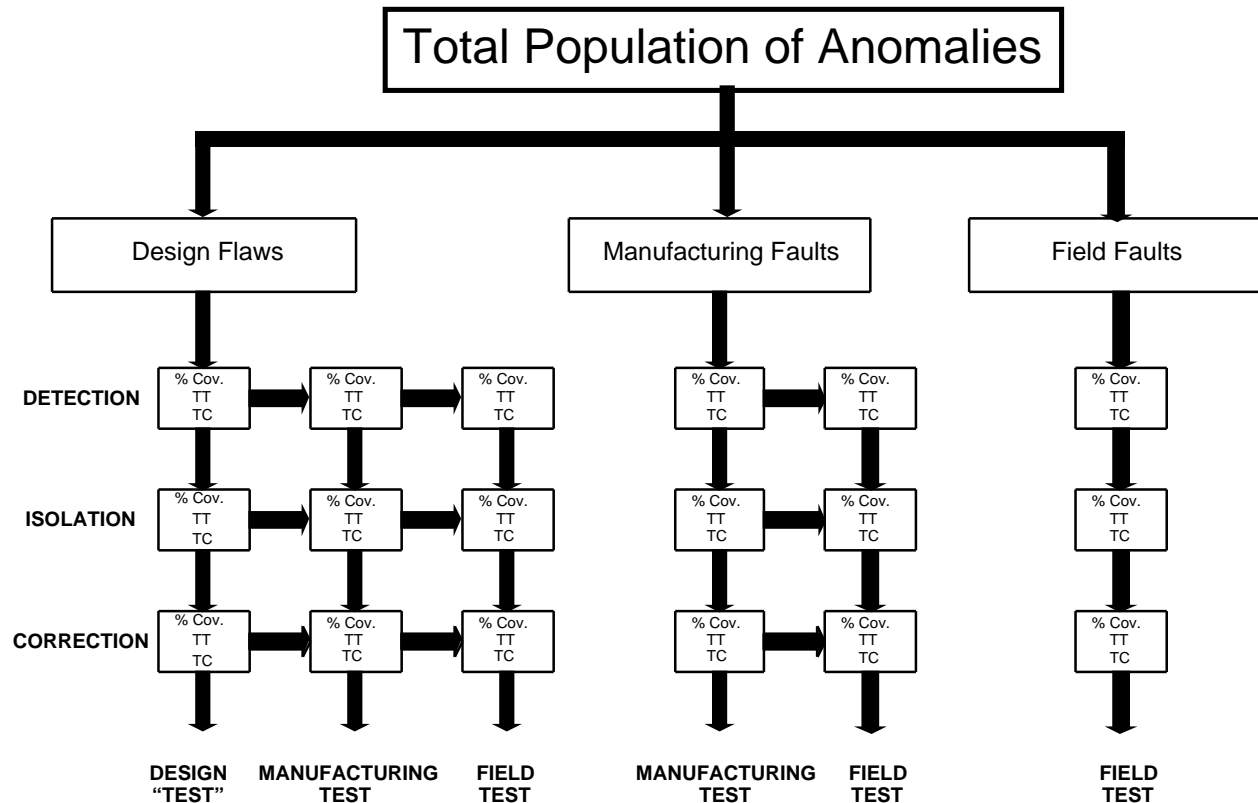 Total Population of Anomalies
Design Flaws
Manufacturing Faults
Field Faults
DETECTION
% Cov.
TT
TC
% Cov.
TT
TC
% Cov.
TT
TC
% Cov.
TT
TC
% Cov.
TT
TC
% Cov.
TT
TC
ISOLATION
% Cov.
TT
TC
% Cov.
TT
TC
% Cov.
TT
TC
% Cov.
TT
TC
% Cov.
TT
TC
% Cov.
TT
TC
CORRECTION
% Cov.
TT
TC
% Cov.
TT
TC
% Cov.
TT
TC
% Cov.
TT
TC
% Cov.
TT
TC
% Cov.
TT
TC
DESIGN
“TEST”
MANUFACTURING
TEST
FIELD
TEST
MANUFACTURING
TEST
FIELD
TEST
FIELD
TEST